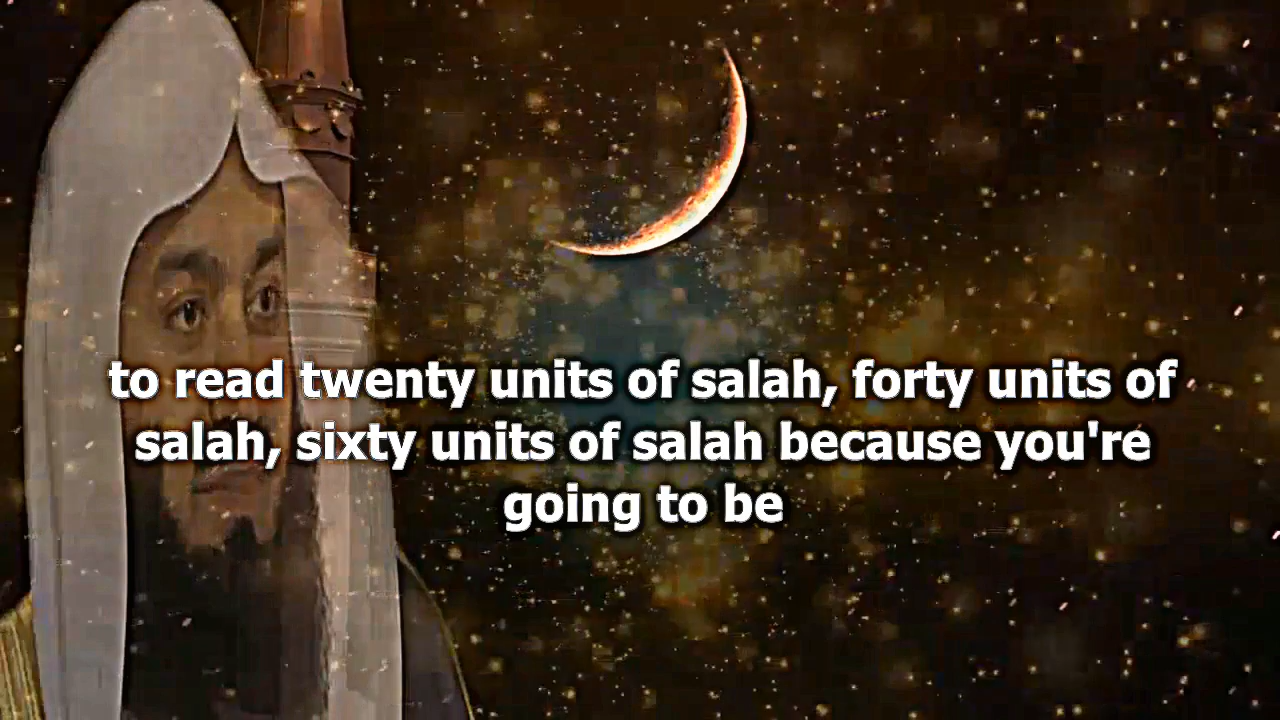 to read twenty units of salah, forty units of
salah, sixty units of salah because you're
going to be